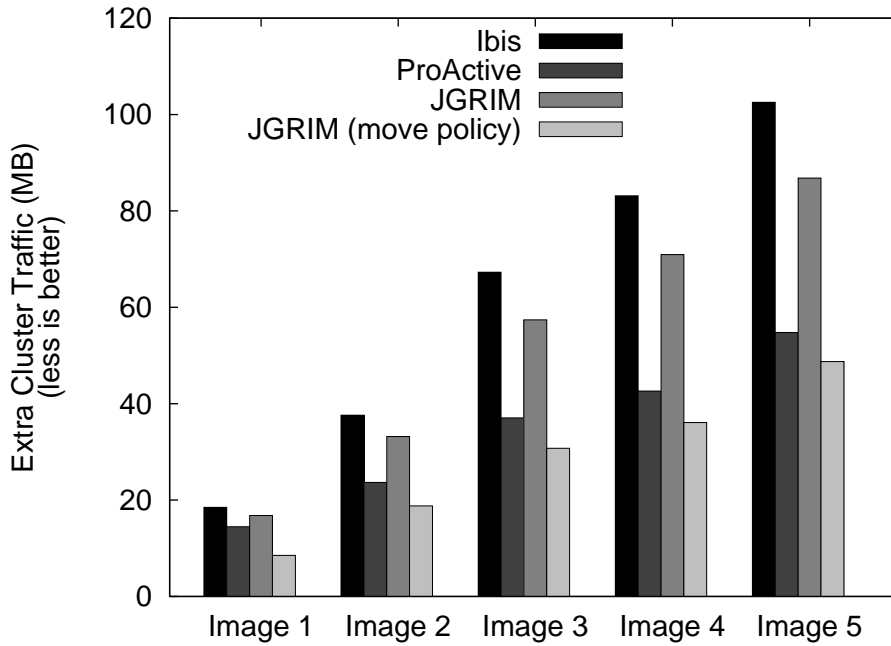 120
100
80
60
40
20
0
Extra Cluster Traffic (MB)
(less is better)
Ibis
ProActive
JGRIM
JGRIM (move policy)
Image 1
Image 2
Image 3
Image 4
Image 5